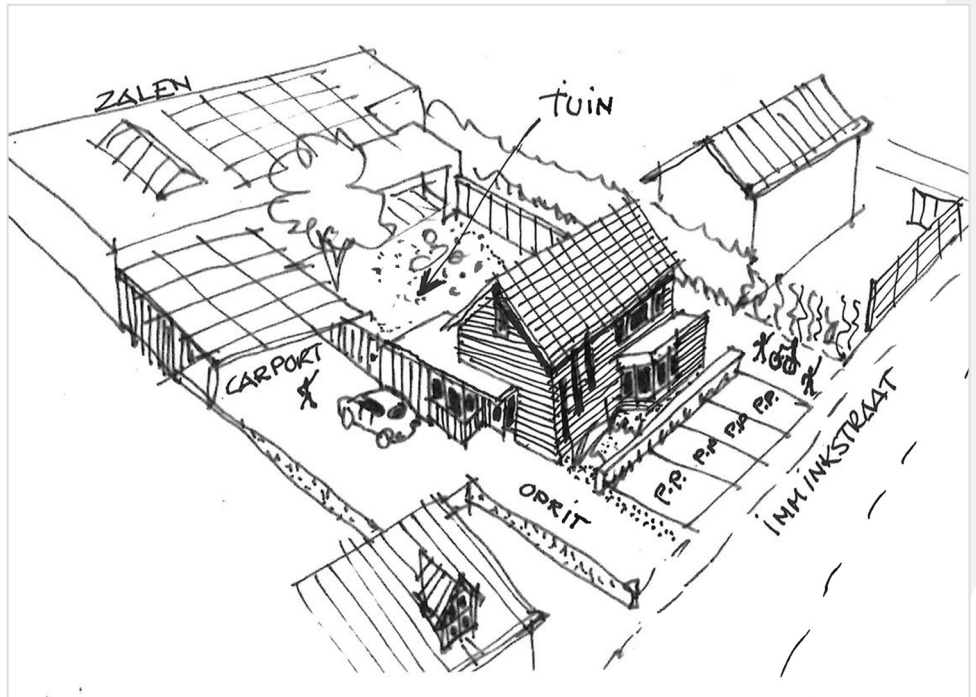 ZALEN
TUIN
CARPORT
OPRIT
P.P.
P.P.
P.P.
P.P.
IMMINKSTRAAT